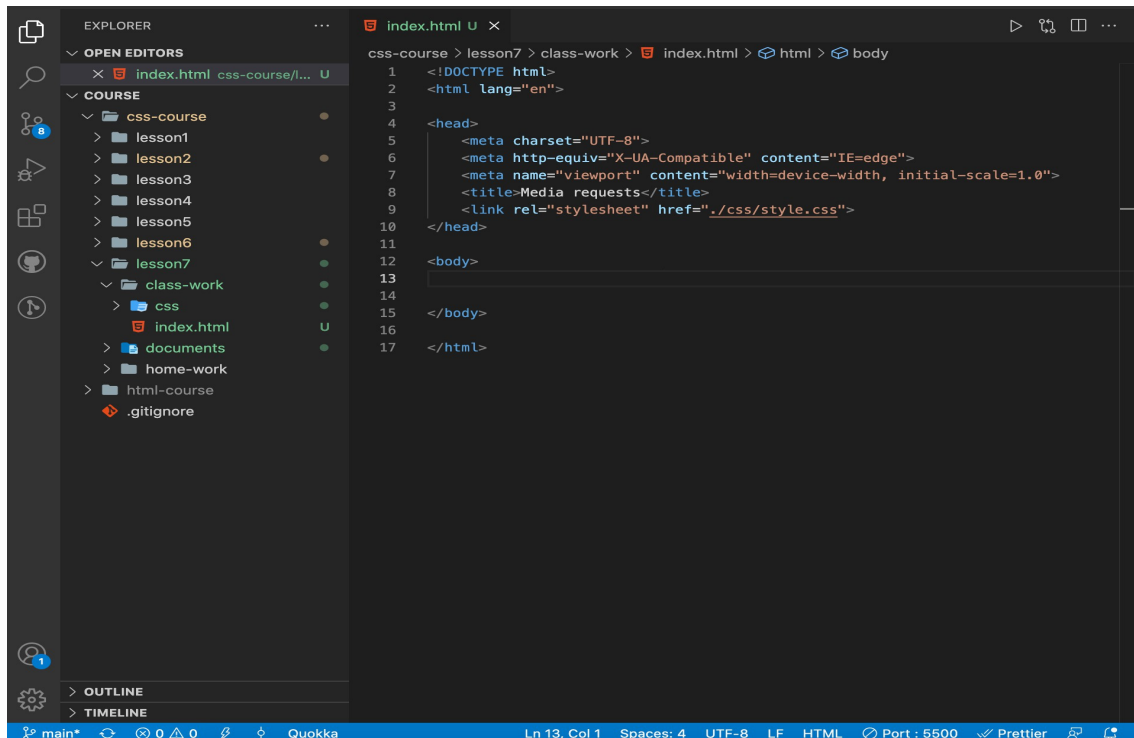 EXPLORER ...
OPEN EDITORS
index.html css-course/l... U
COURSE
css-course
lesson1
lesson2
lesson3
lesson4
lesson5
lesson6
lesson7
class-work
css
index.html U
documents
home-work
html-course
.gitignore
OUTLINE
TIMELINE
8
1
index.html U
css-course > lesson7 > class-work > index.html > html > body
1 <!DOCTYPE html>
2 <html lang="en">
3
4 <head>
5 <meta charset="UTF-8">
6 <meta http-equiv="X-UA-Compatible" content="IE=edge">
7 <meta name="viewport" content="width=device-width, initial-scale=1.0">
8 <title>Media requests</title>
9 <link rel="stylesheet" href="./css/style.css">
10 </head>
11
12 <body>
13
14
15 </body>
16
17 </html>
main* 0 0 Quokka Ln 13, Col 1 Spaces: 4 UTF-8 LF HTML Port : 5500 Prettier